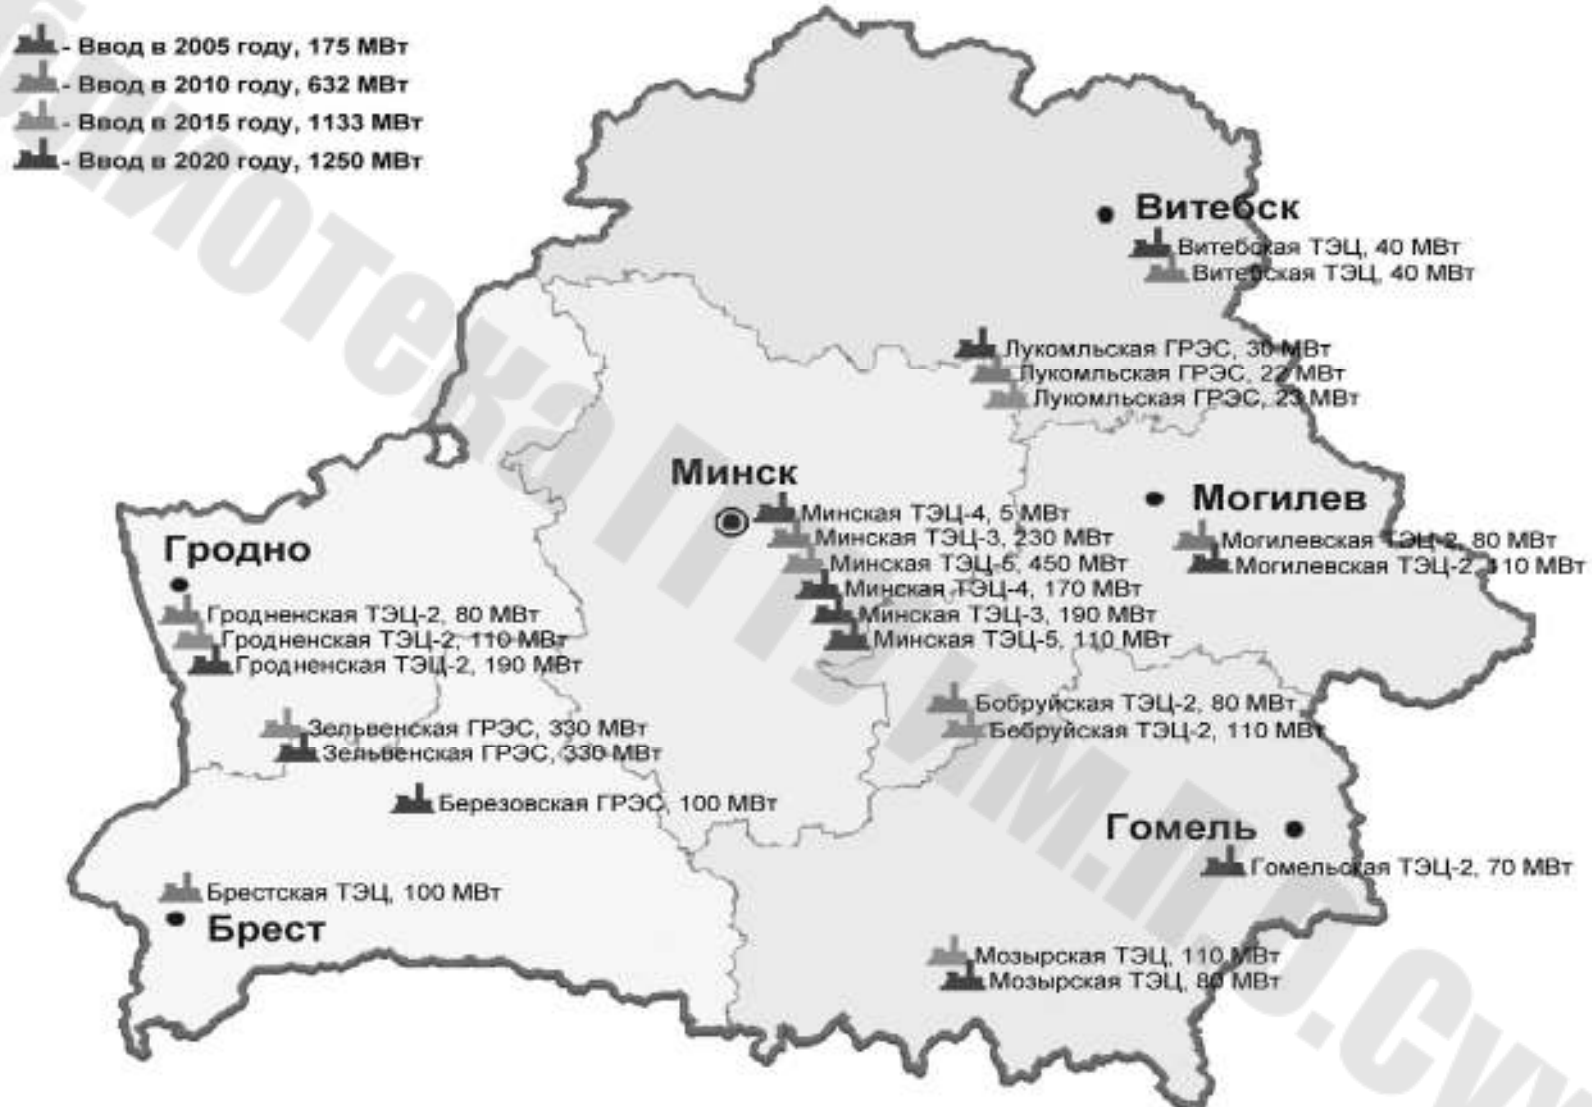 - Ввод в 2005 году, 175 МВт
- Ввод в 2010 году, 632 МВт
- Ввод в 2015 году, 1133 МВт
- Ввод в 2020 году, 1250 МВт
Витебск
Витебская ТЭЦ, 40 МВт
Витебская ТЭЦ, 40 МВт
Лукомльская ГРЭС, 30 МВт
Лукомльская ГРЭС, 22 МВт
Лукомльская ГРЭС, 23 МВт
Минск
Минская ТЭЦ-4, 5 МВт
Минская ТЭЦ-3, 230 МВт
Минская ТЭЦ-5, 450 МВт
Минская ТЭЦ-4, 170 МВт
Минская ТЭЦ-3, 190 МВт
Минская ТЭЦ-5, 110 МВт
Могилев
Могилевская ТЭЦ-2, 80 МВт
Могилевская ТЭЦ-2, 110 МВт
Гродно
Гродненская ТЭЦ-2, 80 МВт
Гродненская ТЭЦ-2, 110 МВт
Гродненская ТЭЦ-2, 190 МВт
Зельвенская ГРЭС, 330 МВт
Зельвенская ГРЭС, 330 МВт
Бобруйская ТЭЦ-2, 80 МВт
Бобруйская ТЭЦ-2, 110 МВт
Березовская ГРЭС, 100 МВт
Гомель
Гомельская ТЭЦ-2, 70 МВт
Брестская ТЭЦ, 100 МВт
Брест
Мозырская ТЭЦ, 110 МВт
Мозырская ТЭЦ, 80 МВт